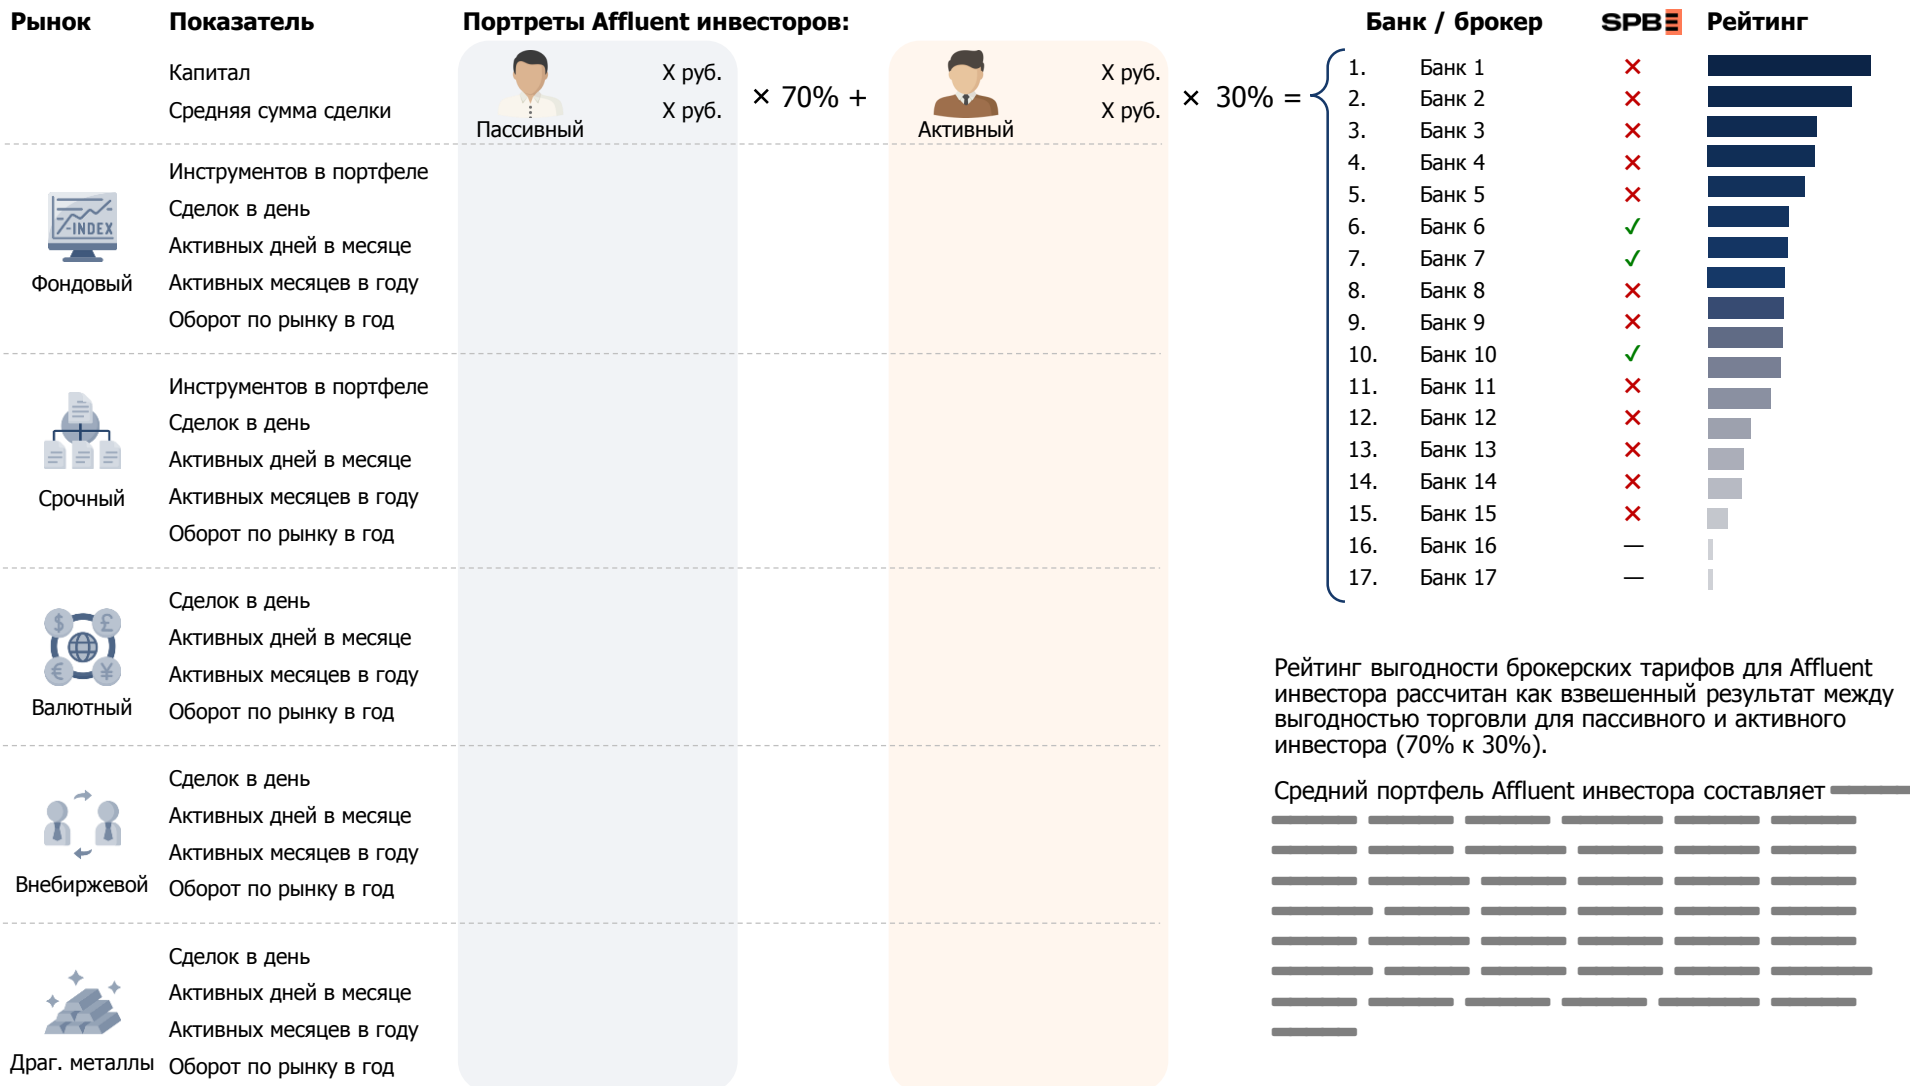 Рынок Показатель Портреты Affluent инвесторов: Банк / брокер SPBE Рейтинг
Капитал X руб. X руб.
Средняя сумма сделки X руб. X руб.
Пассивный × 70% + Активный × 30% =
Фондовый
INDEX
Инструментов в портфеле
Сделок в день
Активных дней в месяце
Активных месяцев в году
Оборот по рынку в год
Срочный
Инструментов в портфеле
Сделок в день
Активных дней в месяце
Активных месяцев в году
Оборот по рынку в год
Валютный
$ £ € ¥
Сделок в день
Активных дней в месяце
Активных месяцев в году
Оборот по рынку в год
Внебиржевой
Сделок в день
Активных дней в месяце
Активных месяцев в году
Оборот по рынку в год
Драг. металлы
Сделок в день
Активных дней в месяце
Активных месяцев в году
Оборот по рынку в год
1. Банк 1 ✕
2. Банк 2 ✕
3. Банк 3 ✕
4. Банк 4 ✕
5. Банк 5 ✕
6. Банк 6 ✓
7. Банк 7 ✓
8. Банк 8 ✕
9. Банк 9 ✕
10. Банк 10 ✓
11. Банк 11 ✕
12. Банк 12 ✕
13. Банк 13 ✕
14. Банк 14 ✕
15. Банк 15 ✕
16. Банк 16 —
17. Банк 17 —
Рейтинг выгодности брокерских тарифов для Affluent
инвестора рассчитан как взвешенный результат между
выгодностью торговли для пассивного и активного
инвестора (70% к 30%).
Средний портфель Affluent инвестора составляет